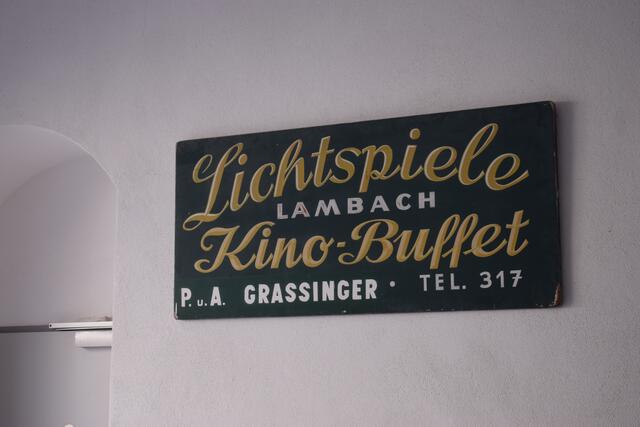 Lichtspiele
LAMBACH
Kino-Buffet
P. u. A. GRASSINGER · TEL. 317